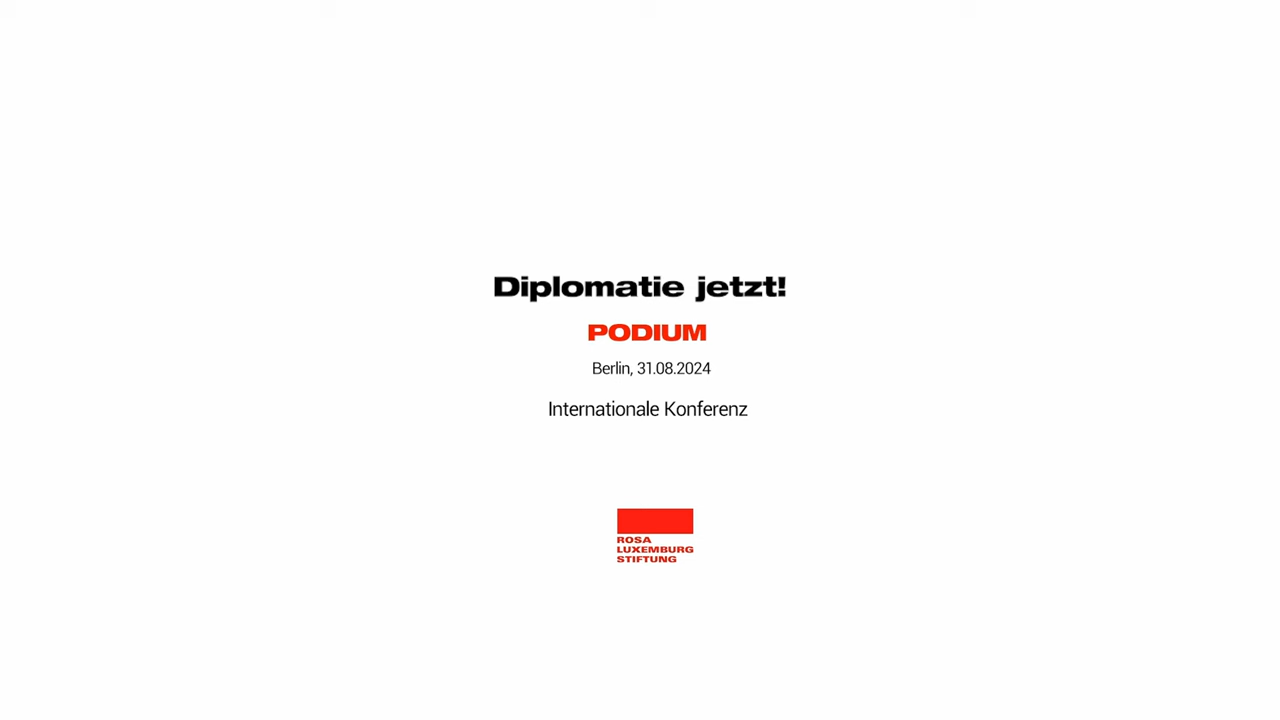 Diplomatie jetzt!
PODIUM
Berlin, 31.08.2024
Internationale Konferenz
ROSA
LUXEMBURG
STIFTUNG